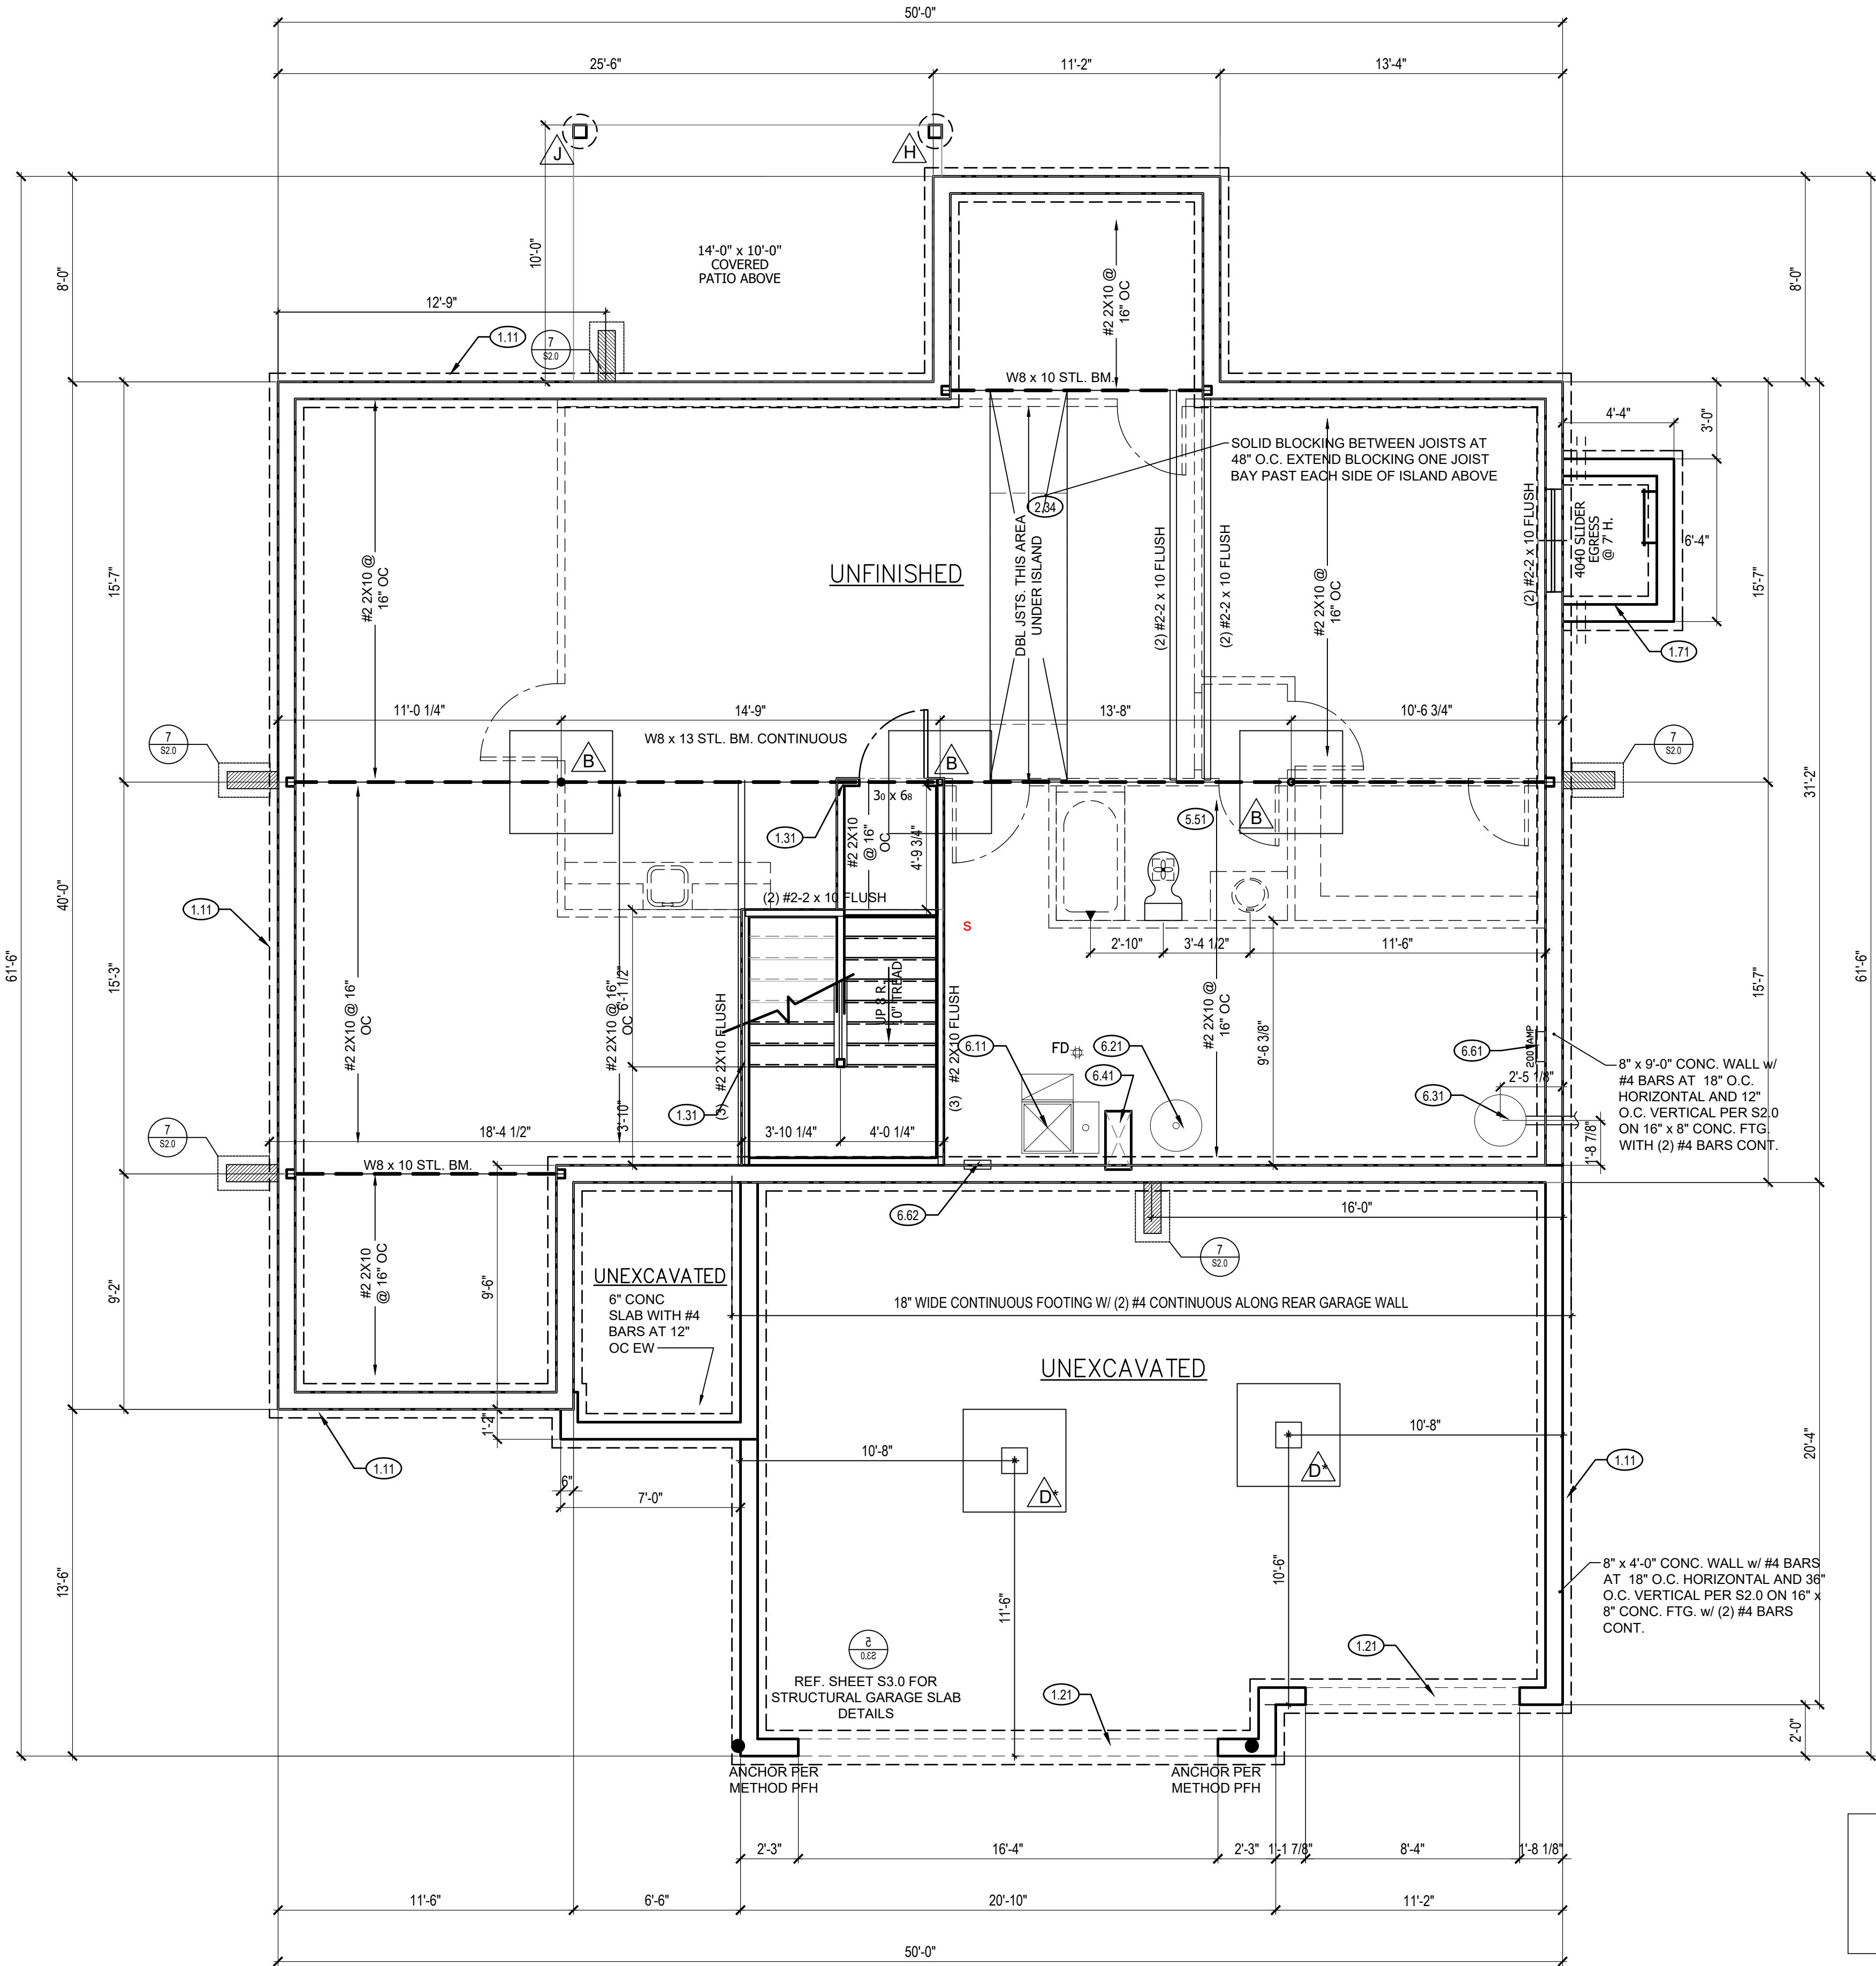 50'-0"
25'-6"
11'-2"
13'-4"
J
H
8'-0"
10'-0"
14'-0" x 10'-0"
COVERED
PATIO ABOVE
#2 2X10 @
16" OC
8'-0"
12'-9"
1.11
7
S2.0
W8 x 10 STL. BM.
4'-4"
3'-0"
SOLID BLOCKING BETWEEN JOISTS AT
48" O.C. EXTEND BLOCKING ONE JOIST
BAY PAST EACH SIDE OF ISLAND ABOVE
2.34
15'-7"
#2 2X10 @
16" OC
UNFINISHED
DBL JSTS. THIS AREA
UNDER ISLAND
(2) #2-2 x 10 FLUSH
(2) #2-2 x 10 FLUSH
#2 2X10 @
16" OC
(2) #2-2 x 10 FLUSH
4040 SLIDER
EGRESS
@ 7' H.
6'-4"
15'-7"
1.71
11'-0 1/4"
14'-9"
13'-8"
10'-6 3/4"
7
S2.0
W8 x 13 STL. BM. CONTINUOUS
7
S2.0
B
B
B
31'-2"
30 x 68
1.31
#2 2X10
@ 16"
OC
4'-9 3/4"
5.51
40'-0"
(2) #2-2 x 10 FLUSH
1.11
S
2'-10"
3'-4 1/2"
11'-6"
61'-6"
61'-6"
15'-3"
#2 2X10 @ 16"
OC
#2 2X10 @ 16"
OC
6'-1 1/2"
(3) #2 2X10 FLUSH
UP 8 R.
10" TREAD
(3) #2 2X10 FLUSH
#2 2X10 @
16" OC
9'-6 3/8"
15'-7"
6.11
FD
6.21
6.41
6.61
200 AMP
6.31
2'-5 1/8"
1'-8 7/8"
8" x 9'-0" CONC. WALL w/
#4 BARS AT 18" O.C.
HORIZONTAL AND 12"
O.C. VERTICAL PER S2.0
ON 16" x 8" CONC. FTG.
WITH (2) #4 BARS CONT.
1.31
3'-10"
7
S2.0
18'-4 1/2"
3'-10 1/4"
4'-0 1/4"
W8 x 10 STL. BM.
6.62
16'-0"
7
S2.0
9'-2"
#2 2X10
@ 16" OC
9'-6"
UNEXCAVATED
6" CONC
SLAB WITH #4
BARS AT 12"
OC EW
18" WIDE CONTINUOUS FOOTING W/ (2) #4 CONTINUOUS ALONG REAR GARAGE WALL
UNEXCAVATED
1'-2"
1.11
10'-8"
10'-8"
D*
D*
1.11
20'-4"
6"
7'-0"
13'-6"
11'-6"
10'-6"
8" x 4'-0" CONC. WALL w/ #4 BARS
AT 18" O.C. HORIZONTAL AND 36"
O.C. VERTICAL PER S2.0 ON 16" x
8" CONC. FTG. w/ (2) #4 BARS
CONT.
5
S3.0
REF. SHEET S3.0 FOR
STRUCTURAL GARAGE SLAB
DETAILS
1.21
1.21
2'-0"
ANCHOR PER
METHOD PFH
ANCHOR PER
METHOD PFH
2'-3"
16'-4"
2'-3"
1'-1 7/8"
8'-4"
1'-8 1/8"
11'-6"
6'-6"
20'-10"
11'-2"
50'-0"